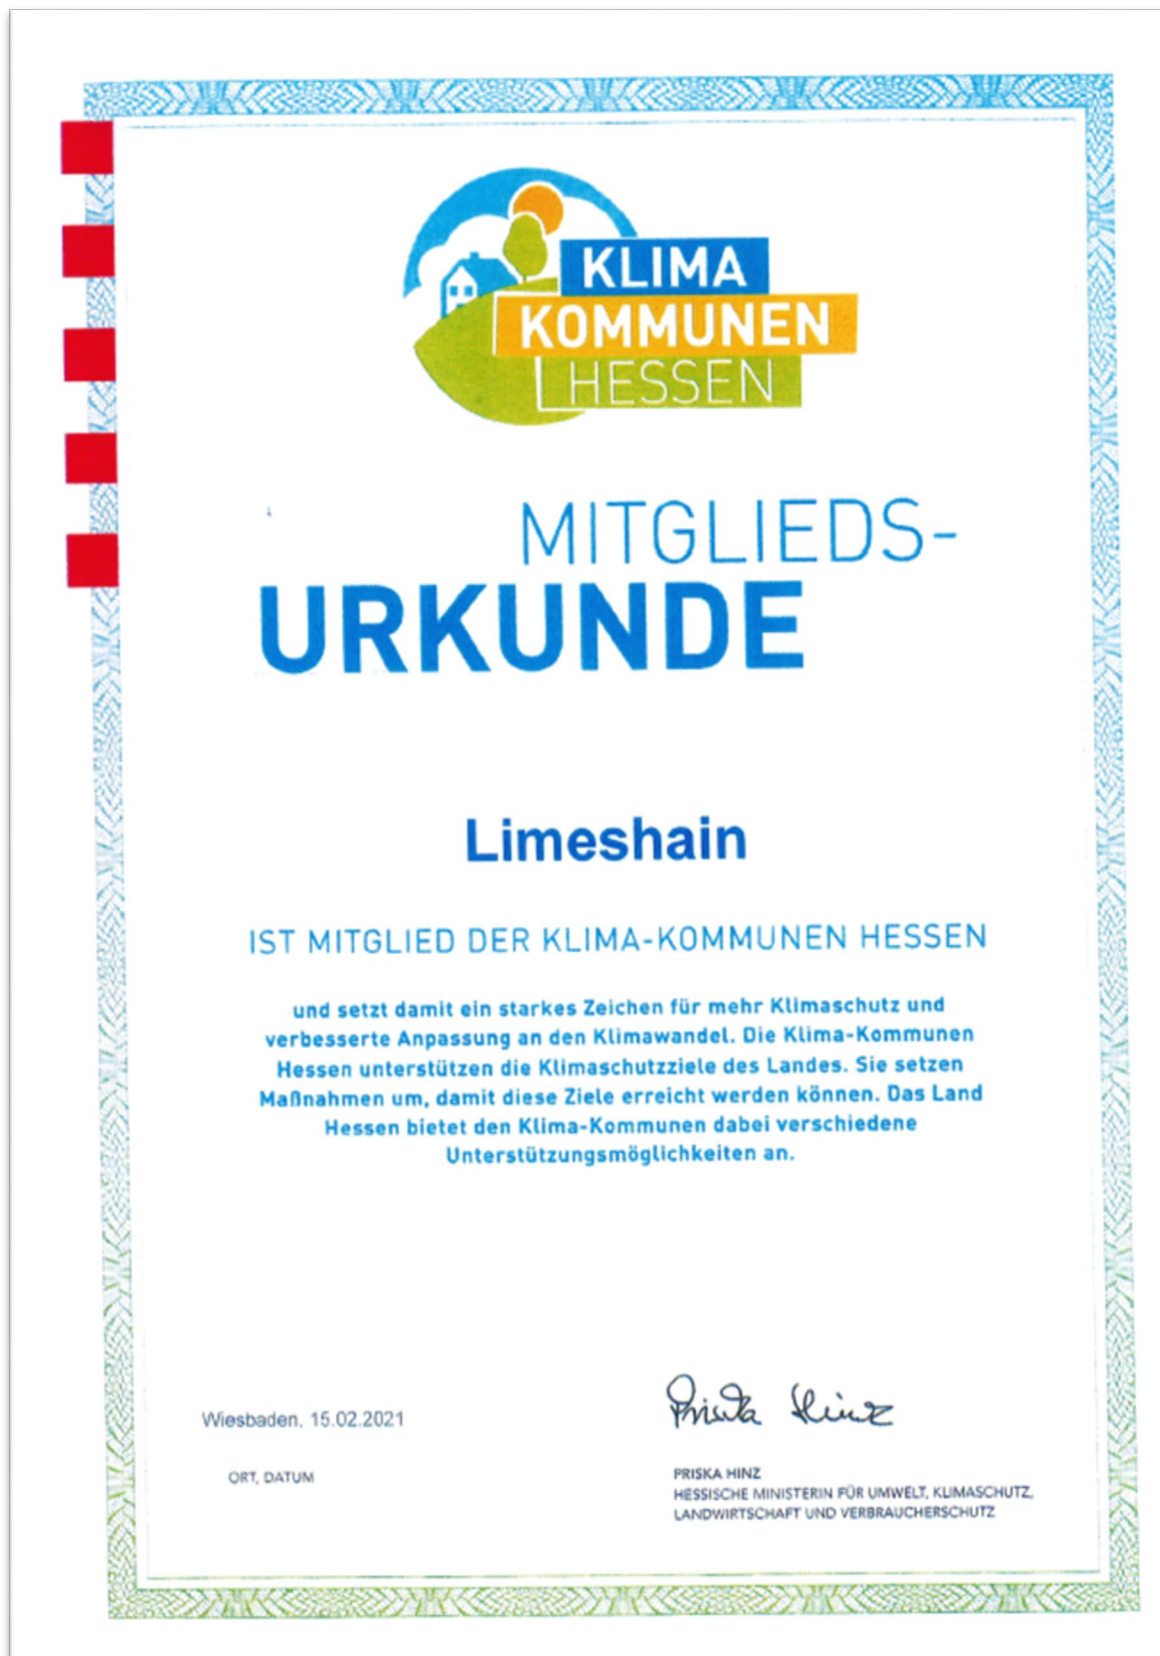 KLIMA
KOMMUNEN
HESSEN
MITGLIEDS-
URKUNDE
Limeshain
IST MITGLIED DER KLIMA-KOMMUNEN HESSEN
und setzt damit ein starkes Zeichen für mehr Klimaschutz und
verbesserte Anpassung an den Klimawandel. Die Klima-Kommunen
Hessen unterstützen die Klimaschutzziele des Landes. Sie setzen
Maßnahmen um, damit diese Ziele erreicht werden können. Das Land
Hessen bietet den Klima-Kommunen dabei verschiedene
Unterstützungsmöglichkeiten an.
Wiesbaden, 15.02.2021
ORT, DATUM
Priska Hinz
PRISKA HINZ
HESSISCHE MINISTERIN FÜR UMWELT, KLIMASCHUTZ,
LANDWIRTSCHAFT UND VERBRAUCHERSCHUTZ